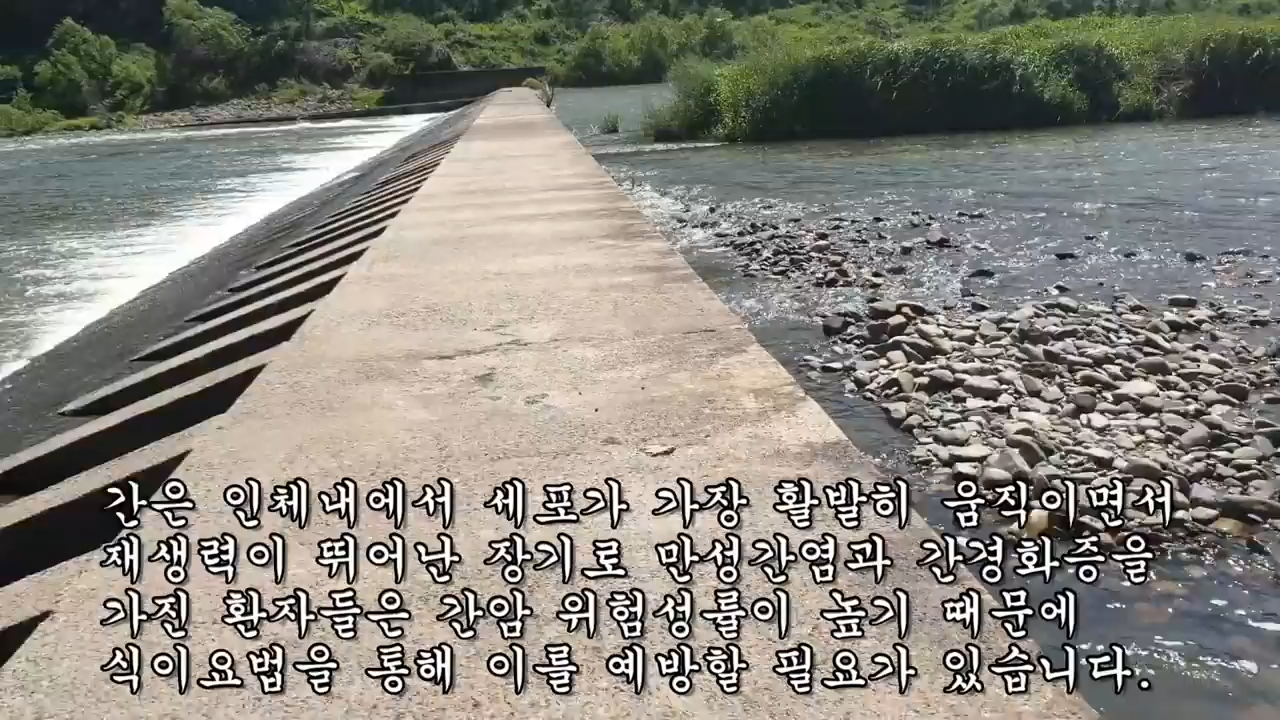 간은 인체내에서 세포가 가장 활발히 움직이면서
재생력이 뛰어난 장기로 만성간염과 간경화증을
가진 환자들은 간암 위험성률이 높기 때문에
식이요법을 통해 이를 예방할 필요가 있습니다.